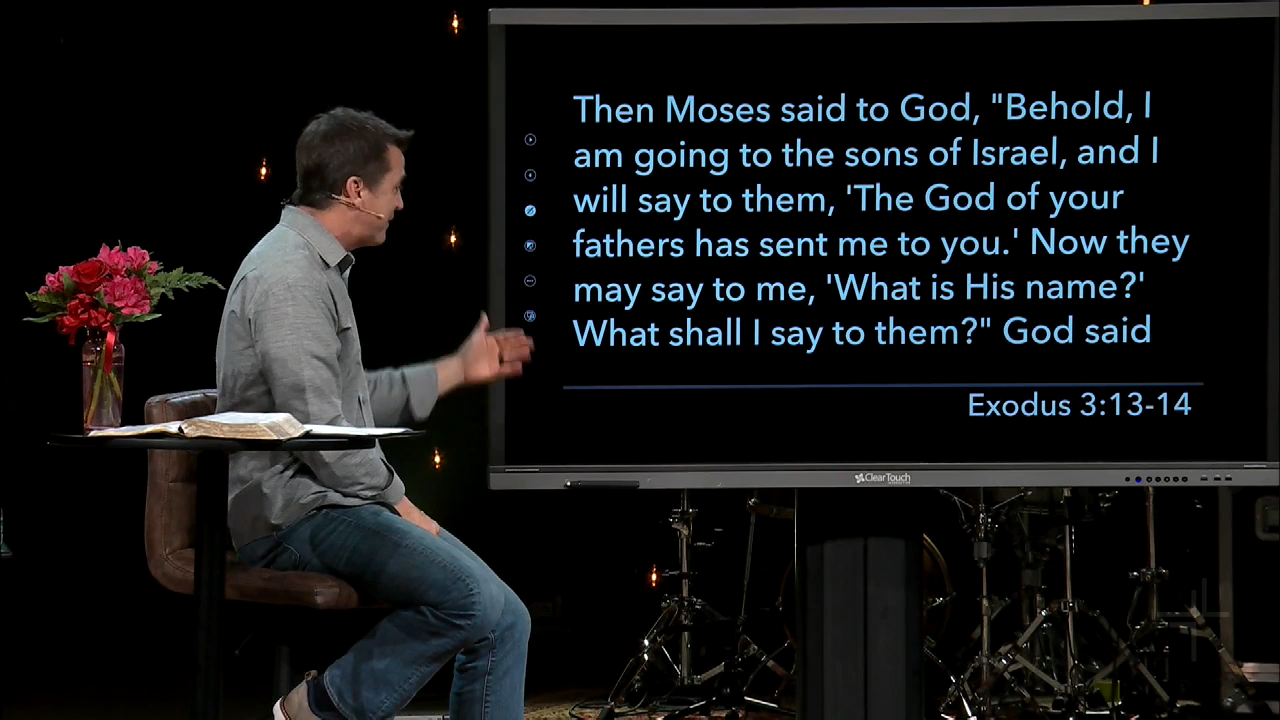 Then Moses said to God, "Behold, I
am going to the sons of Israel, and I
will say to them, 'The God of your
fathers has sent me to you.' Now they
may say to me, 'What is His name?'
What shall I say to them?" God said
Exodus 3:13-14
ClearTouch